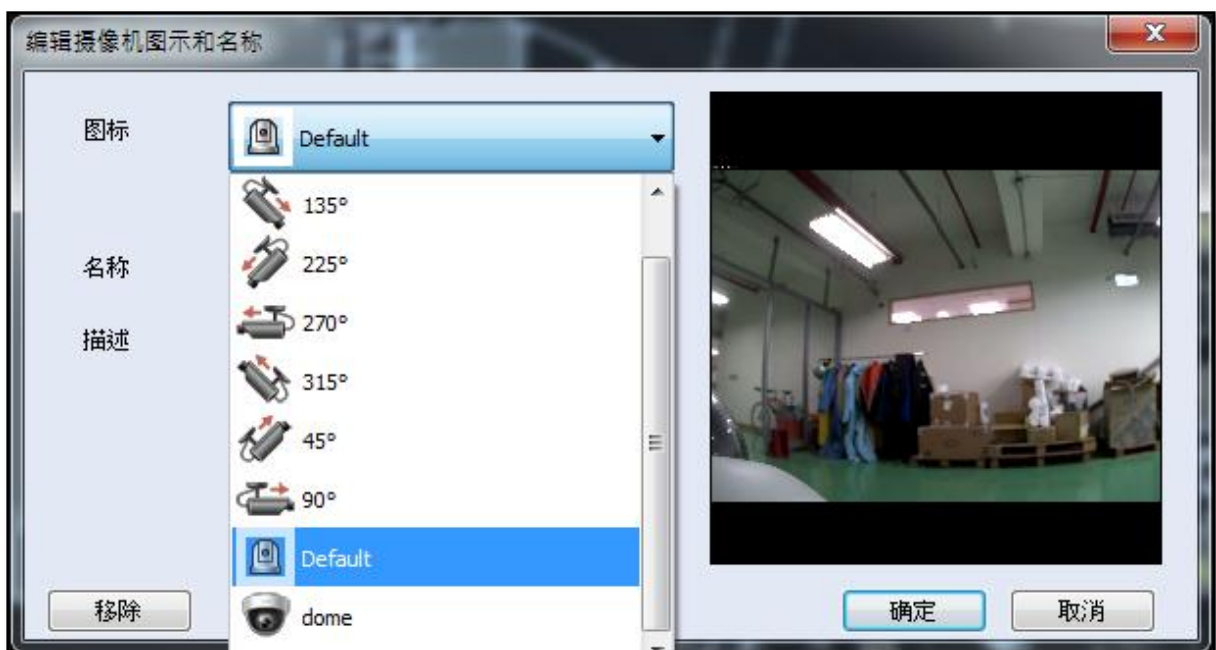 编辑摄像机图示和名称
图标
Default
135°
225°
名称
270°
描述
315°
45°
90°
Default
dome
移除
确定
取消